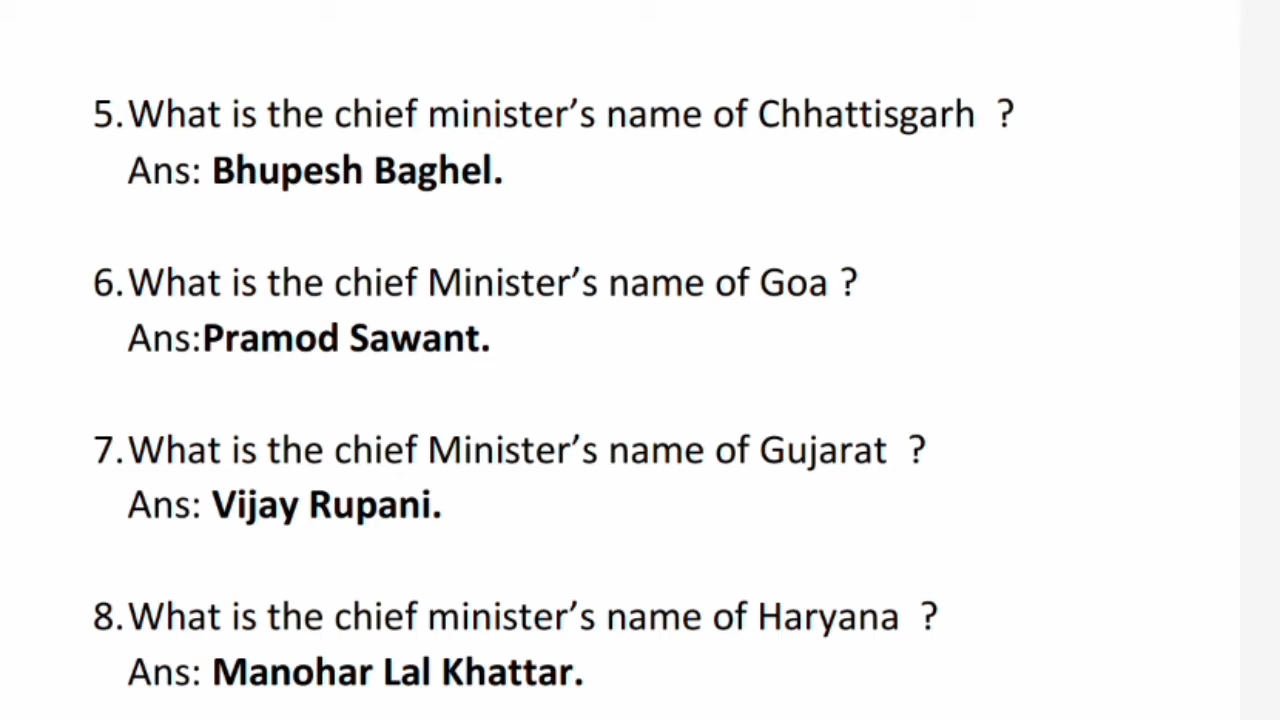 5.What is the chief minister’s name of Chhattisgarh  ?
Ans: Bhupesh Baghel.
6.What is the chief Minister’s name of Goa ?
Ans:Pramod Sawant.
7.What is the chief Minister’s name of Gujarat  ?
Ans: Vijay Rupani.
8.What is the chief minister’s name of Haryana  ?
Ans: Manohar Lal Khattar.